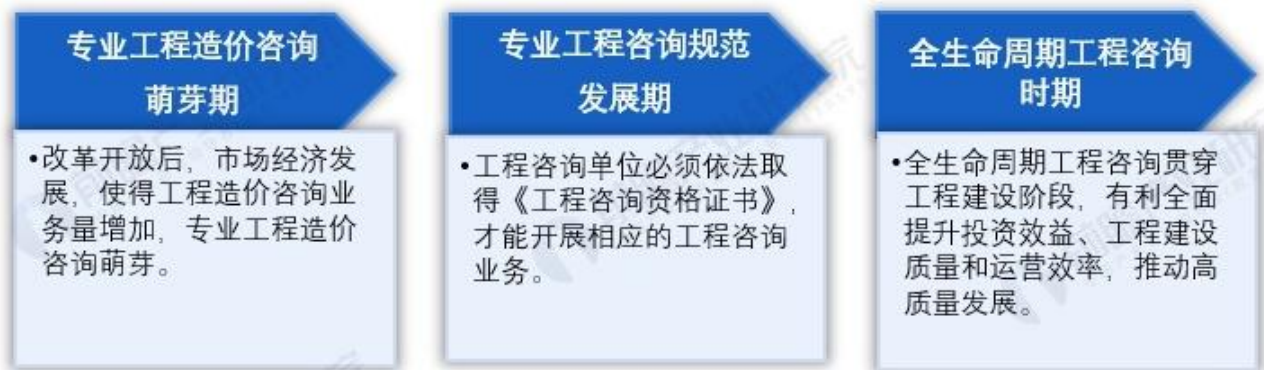 专业工程造价咨询
萌芽期
•改革开放后，市场经济发
展，使得工程造价咨询业
务量增加，专业工程造价
咨询萌芽。
专业工程咨询规范
发展期
•工程咨询单位必须依法取
得《工程咨询资格证书》，
才能开展相应的工程咨询
业务。
全生命周期工程咨询
时期
•全生命周期工程咨询贯穿
工程建设阶段，有利全面
提升投资效益、工程建设
质量和运营效率，推动高
质量发展。